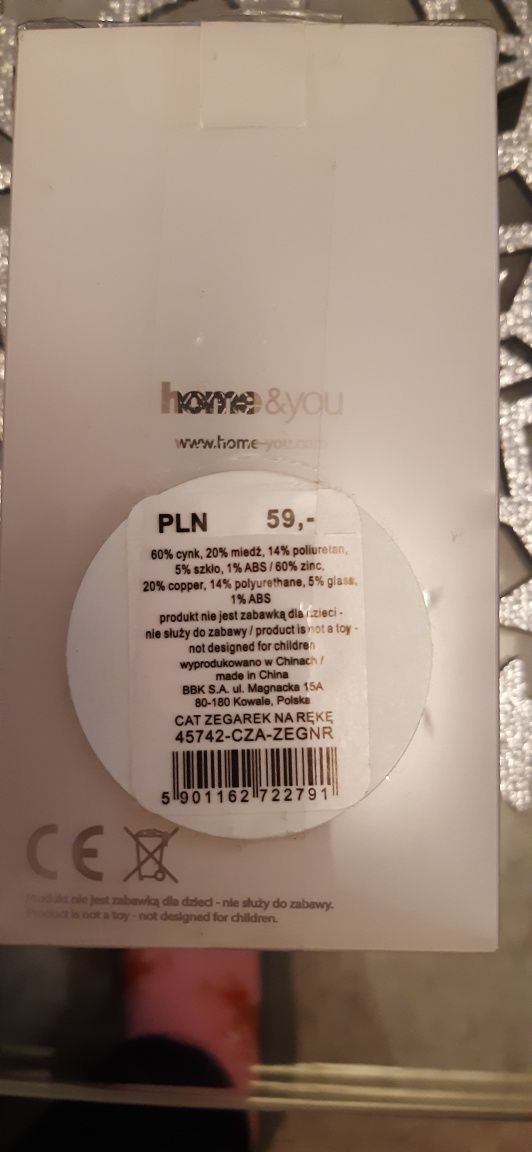 home&you
www.home-you.com
PLN 59,-
60% cynk, 20% miedź, 14% poliuretan,
5% szkło, 1% ABS / 60% zinc,
20% copper, 14% polyurethane, 5% glass,
1% ABS
produkt nie jest zabawką dla dzieci -
nie służy do zabawy / product is not a toy -
not designed for children
wyprodukowano w Chinach /
made in China
BBK S.A. ul. Magnacka 15A
80-180 Kowale, Polska
CAT ZEGAREK NA RĘKĘ
45742-CZA-ZEGNR
5 901162 722791
CE
Produkt nie jest zabawką dla dzieci - nie służy do zabawy.
Product is not a toy - not designed for children.